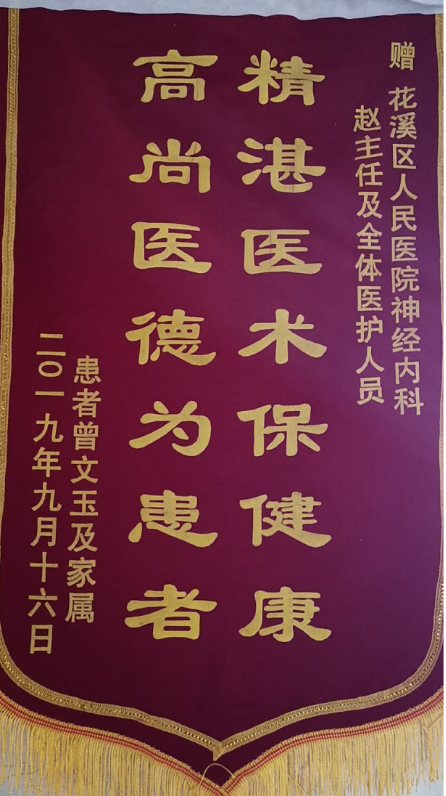 赠 花溪区人民医院神经内科
赵主任及全体医护人员
精湛医术保健康
高尚医德为患者
患者曾文玉及家属
二〇一九年九月十六日